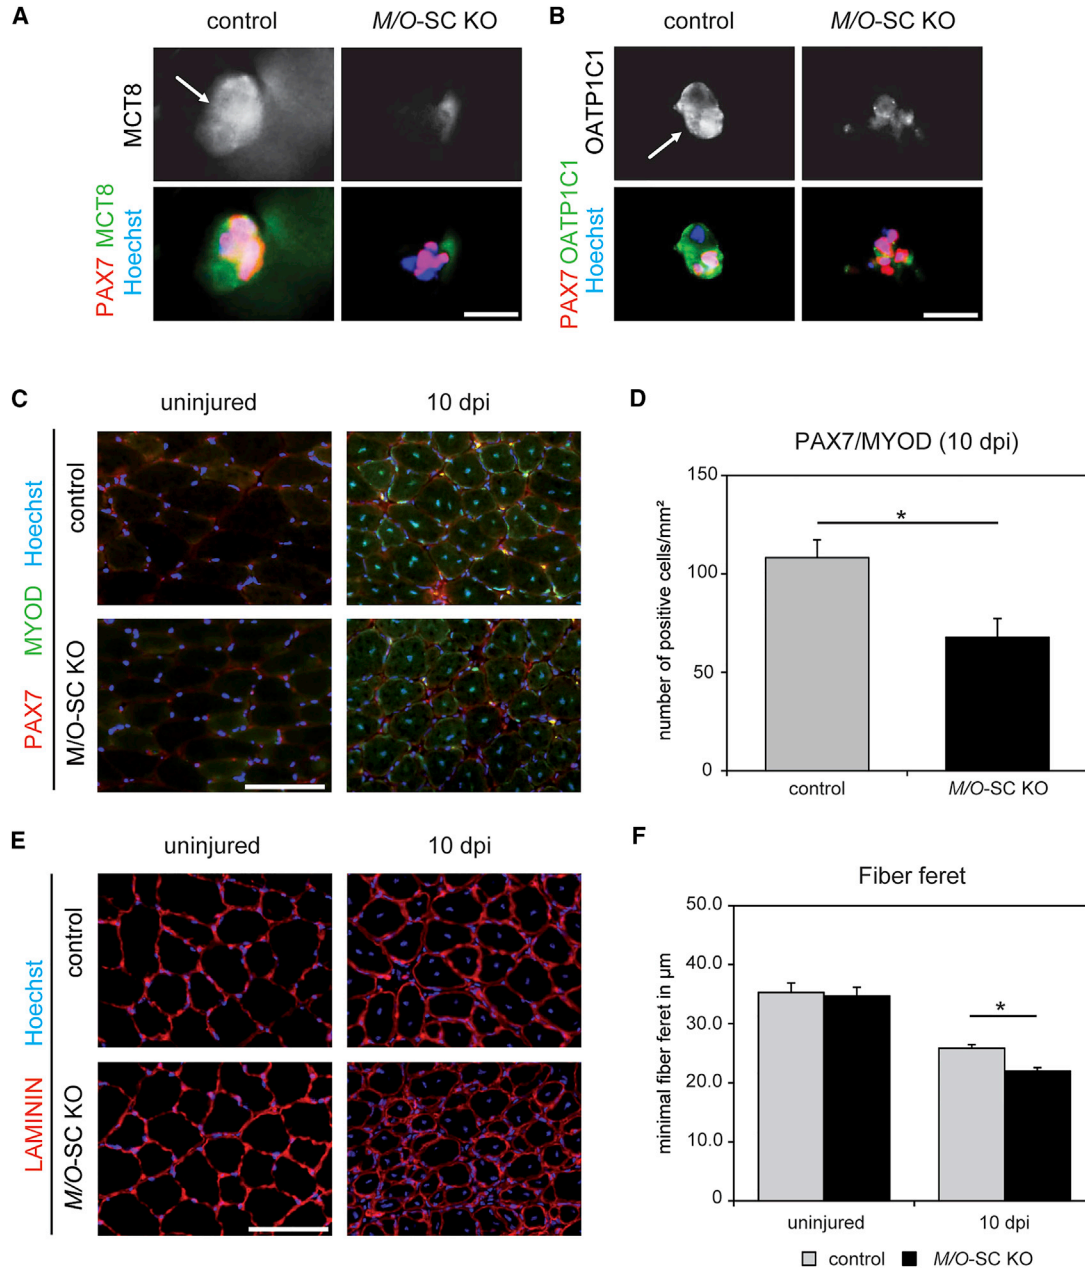 A
control
M/O-SC KO
MCT8
PAX7 MCT8
Hoechst
B
control
M/O-SC KO
OATP1C1
PAX7 OATP1C1
Hoechst
C
uninjured
10 dpi
PAX7 MYOD Hoechst
control
M/O-SC KO
D
PAX7/MYOD (10 dpi)
number of positive cells/mm²
150
100
50
0
*
control
M/O-SC KO
E
uninjured
10 dpi
LAMININ Hoechst
control
M/O-SC KO
F
Fiber feret
minimal fiber feret in µm
50.0
40.0
30.0
20.0
10.0
0
*
uninjured
10 dpi
control
M/O-SC KO